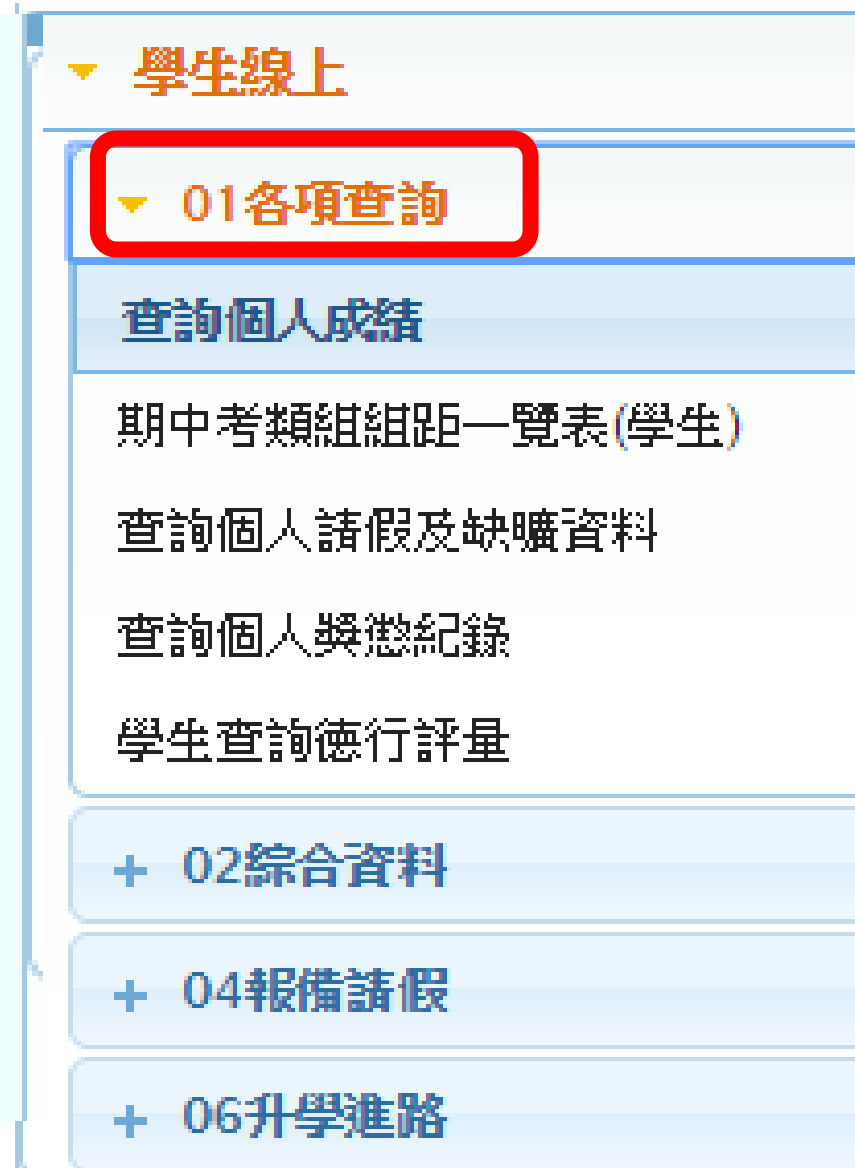 學生線上
01各項查詢
查詢個人成績
期中考類組組距一覽表(學生)
查詢個人請假及缺曠資料
查詢個人獎懲紀錄
學生查詢德行評量
02綜合資料
04報備請假
06升學進路